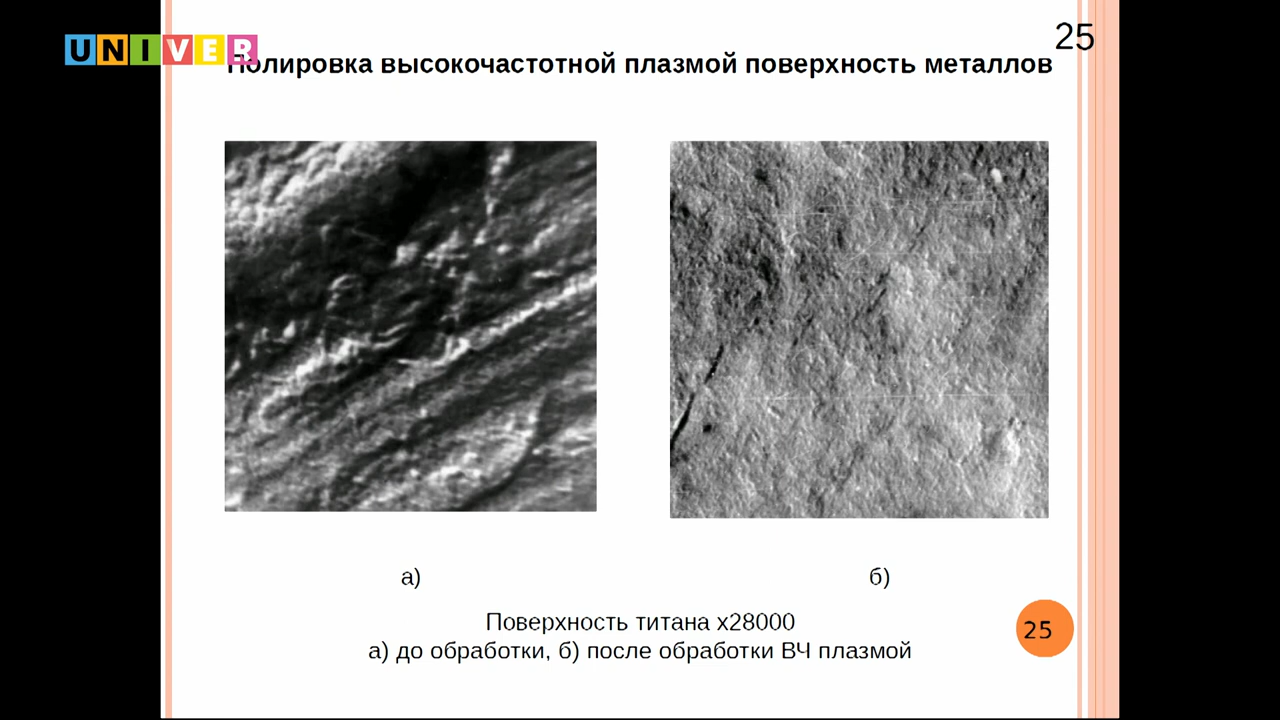 UNIVER
25
Полировка высокочастотной плазмой поверхность металлов
а)
б)
Поверхность титана х28000
а) до обработки, б) после обработки ВЧ плазмой
25